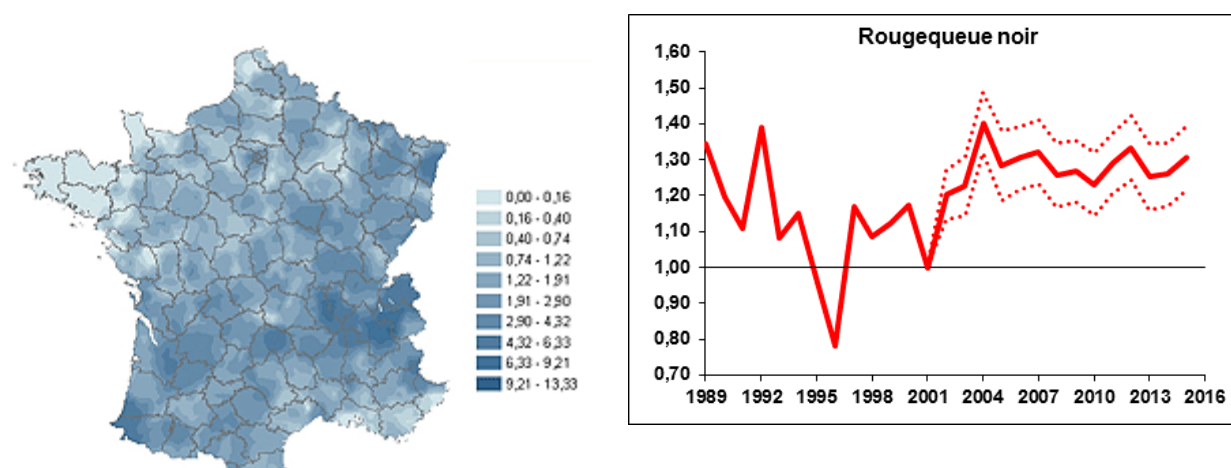 0,00 - 0,16
0,16 - 0,40
0,40 - 0,74
0,74 - 1,22
1,22 - 1,91
1,91 - 2,90
2,90 - 4,32
4,32 - 6,33
6,33 - 9,21
9,21 - 13,33
Rougequeue noir
1,60
1,50
1,40
1,30
1,20
1,10
1,00
0,90
0,80
0,70
1989 1992 1995 1998 2001 2004 2007 2010 2013 2016